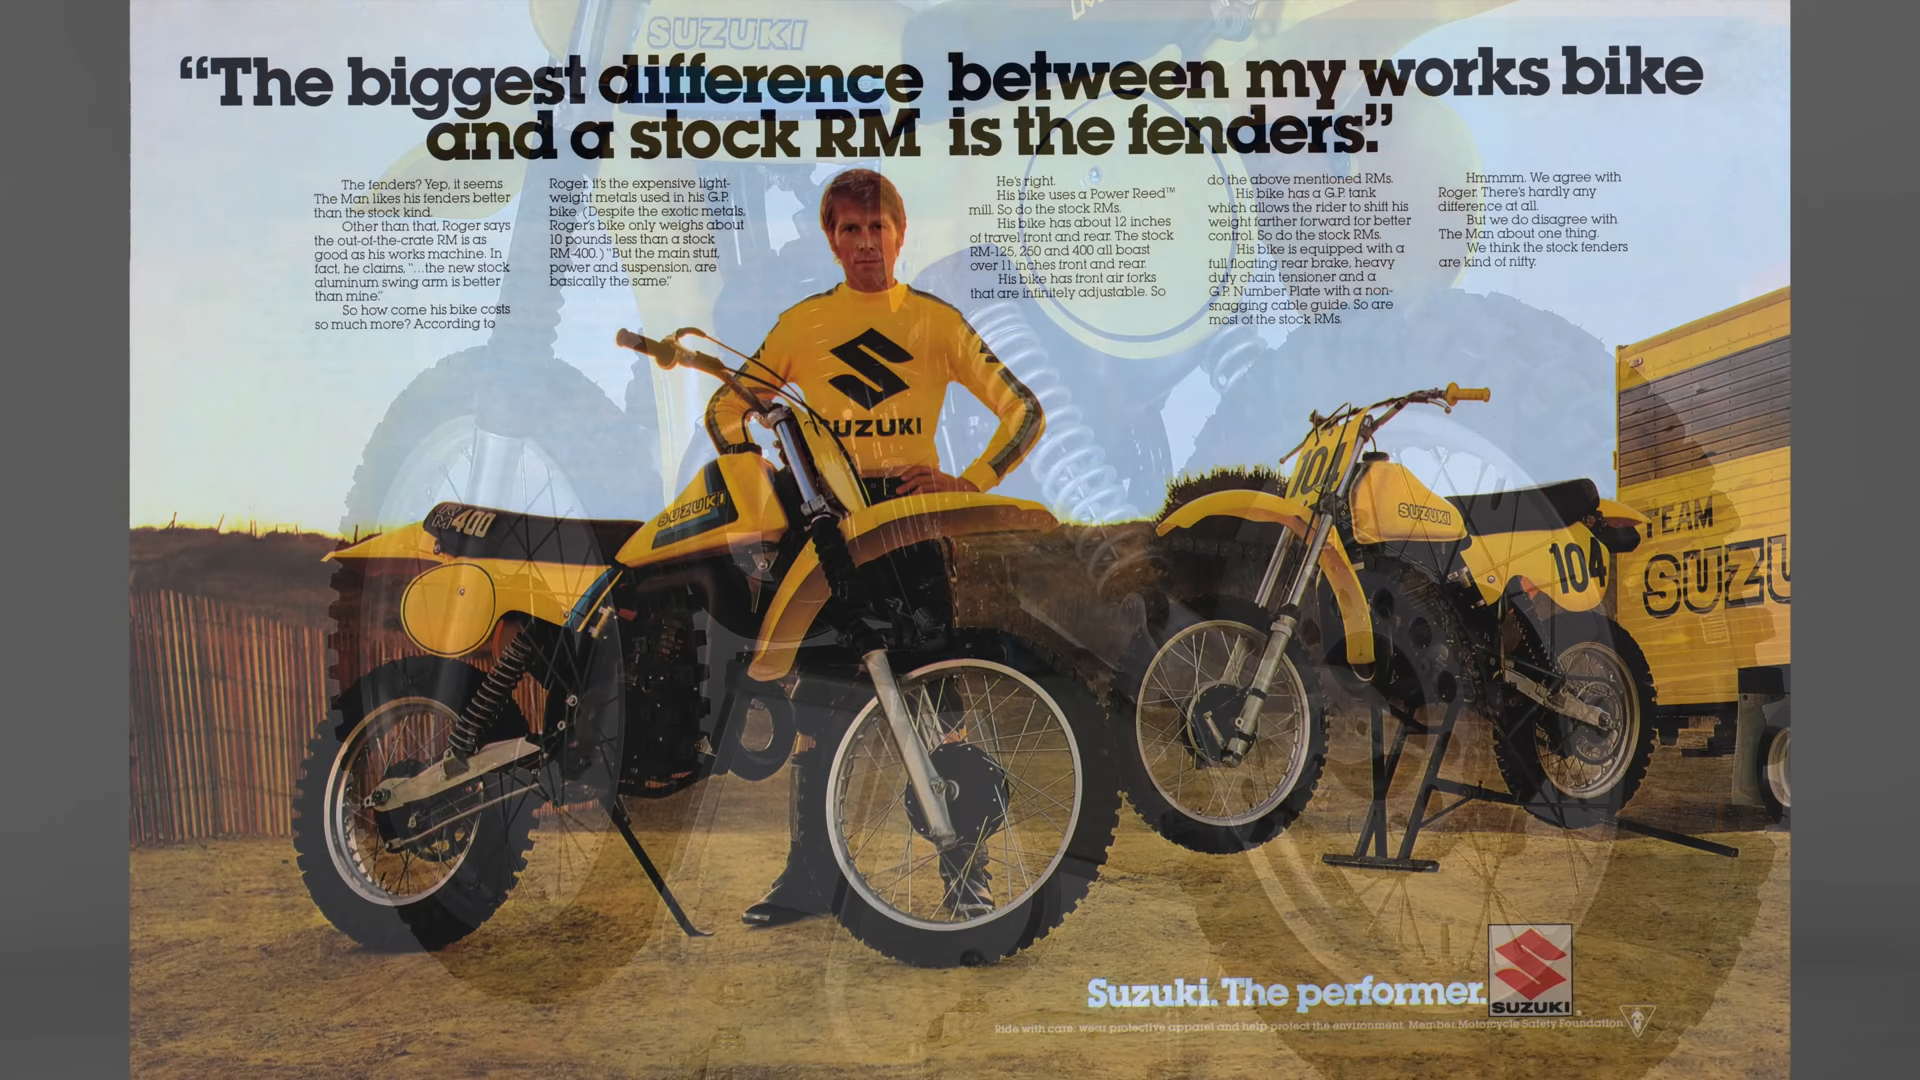 SUZUKI
“The biggest difference between my works bike
and a stock RM is the fenders.”
The fenders? Yep, it seems
The Man likes his fenders better
than the stock kind.
Other than that, Roger says
the out-of-the-crate RM is as
good as his works machine. In
fact, he claims, “...the new stock
aluminum swing arm is better
than mine.”
So how come his bike costs
so much more? According to
Roger, it's the expensive light-
weight metals used in his G.P.
bike. (Despite the exotic metals,
Roger's bike only weighs about
10 pounds less than a stock
RM-400.) “But the main stuff,
power and suspension, are
basically the same.”
He's right.
His bike uses a Power Reed™
mill. So do the stock RMs.
His bike has about 12 inches
of travel front and rear. The stock
RM-125, 250 and 400 all boast
over 11 inches front and rear.
His bike has front air forks
that are infinitely adjustable. So
do the above mentioned RMs.
His bike has a G.P. tank
which allows the rider to shift his
weight farther forward for better
control. So do the stock RMs.
His bike is equipped with a
full floating rear brake, heavy
duty chain tensioner and a
G.P. Number Plate with a non-
snagging cable guide. So are
most of the stock RMs.
Hmmmm. We agree with
Roger. There's hardly any
difference at all.
But we do disagree with
The Man about one thing.
We think the stock fenders
are kind of nifty.
SUZUKI
RM400
SUZUKI
104
SUZUKI
104
TEAM
SUZU
Suzuki. The performer.
SUZUKI
Ride with care, wear protective apparel and help protect the environment. Member Motorcycle Safety Foundation.